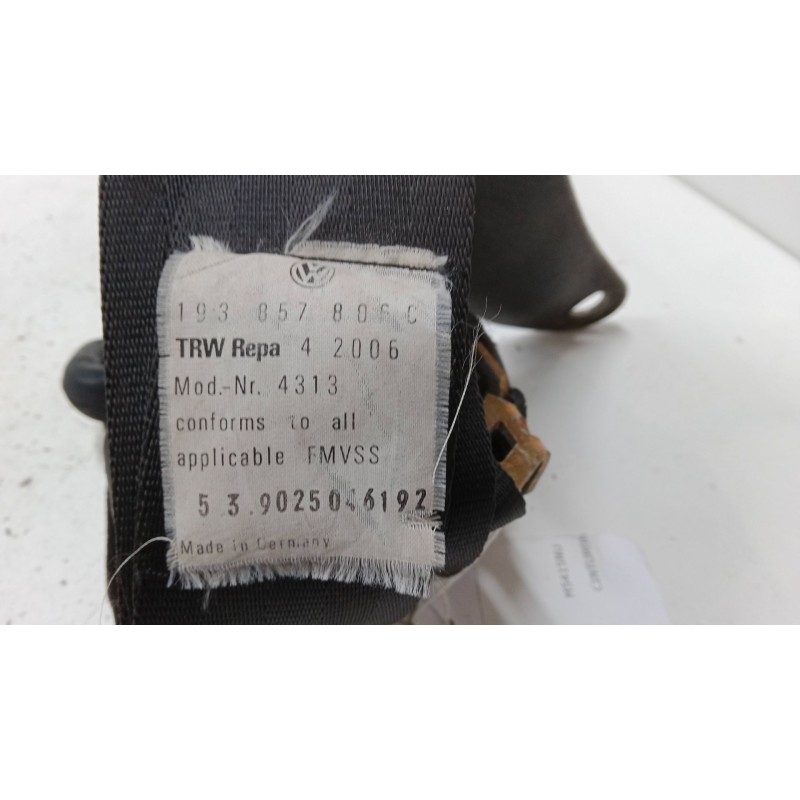 193 857 806 C
TRW Repa 4 2006
Mod.-Nr. 4313
conforms to all
applicable FMVSS
5 3.9025046192
Made in Germany